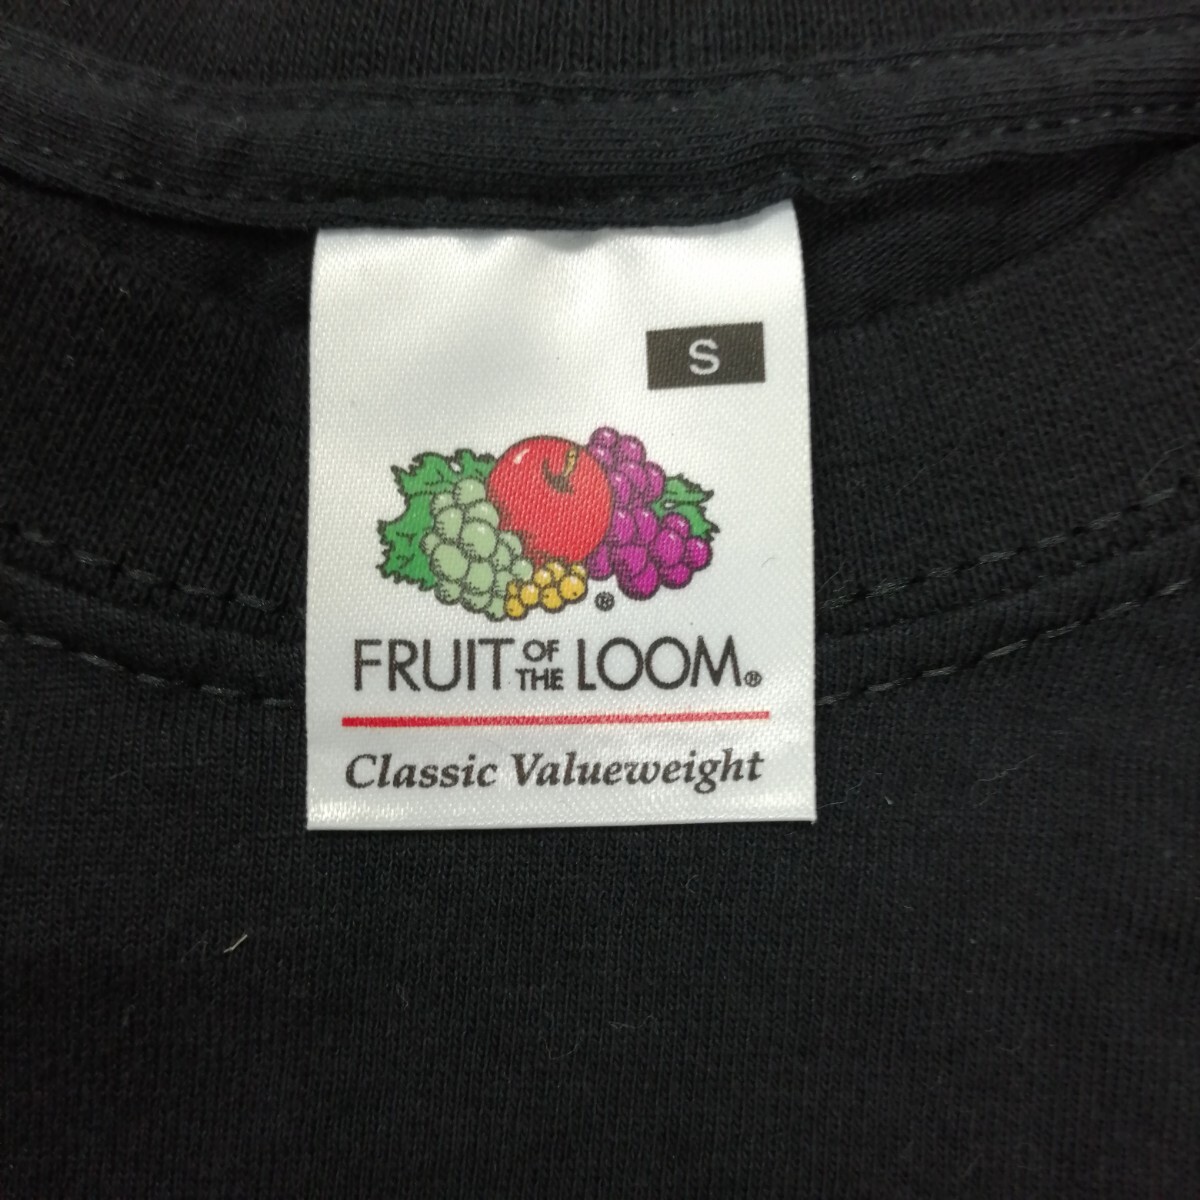 S
®
FRUIT OF THE LOOM®
Classic Valueweight